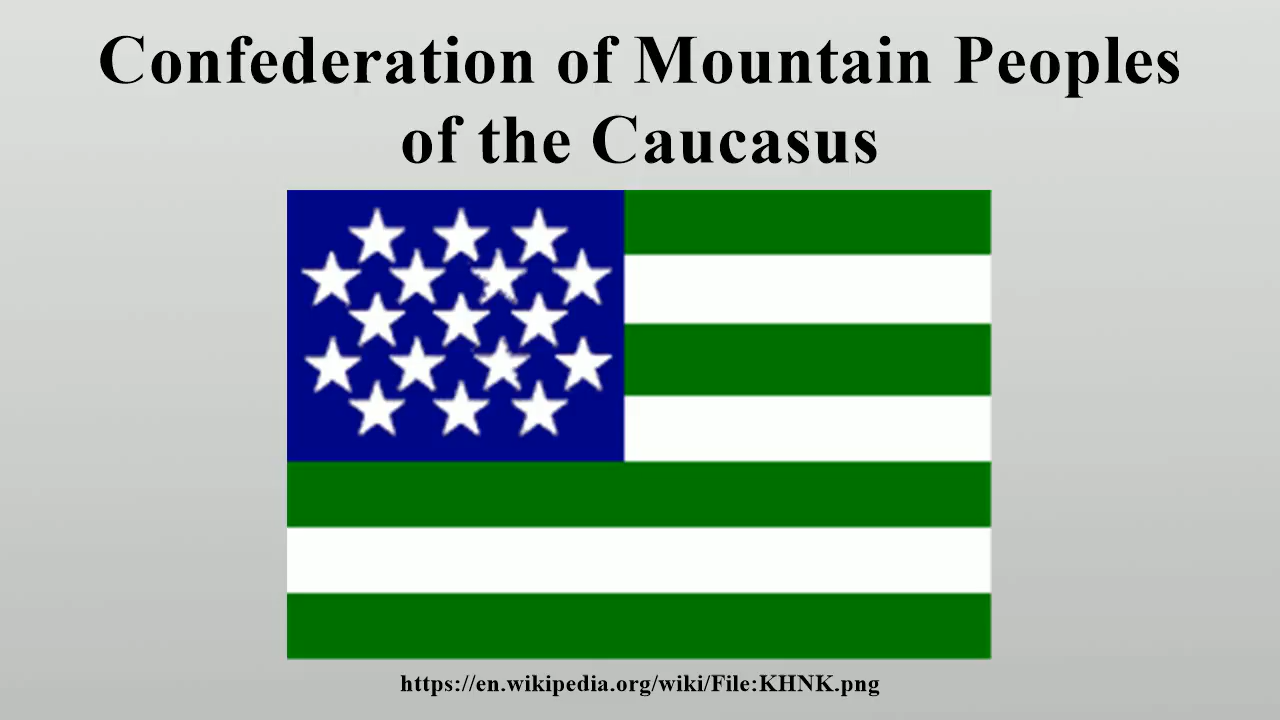 Confederation of Mountain Peoples
of the Caucasus
https://en.wikipedia.org/wiki/File:KHNK.png